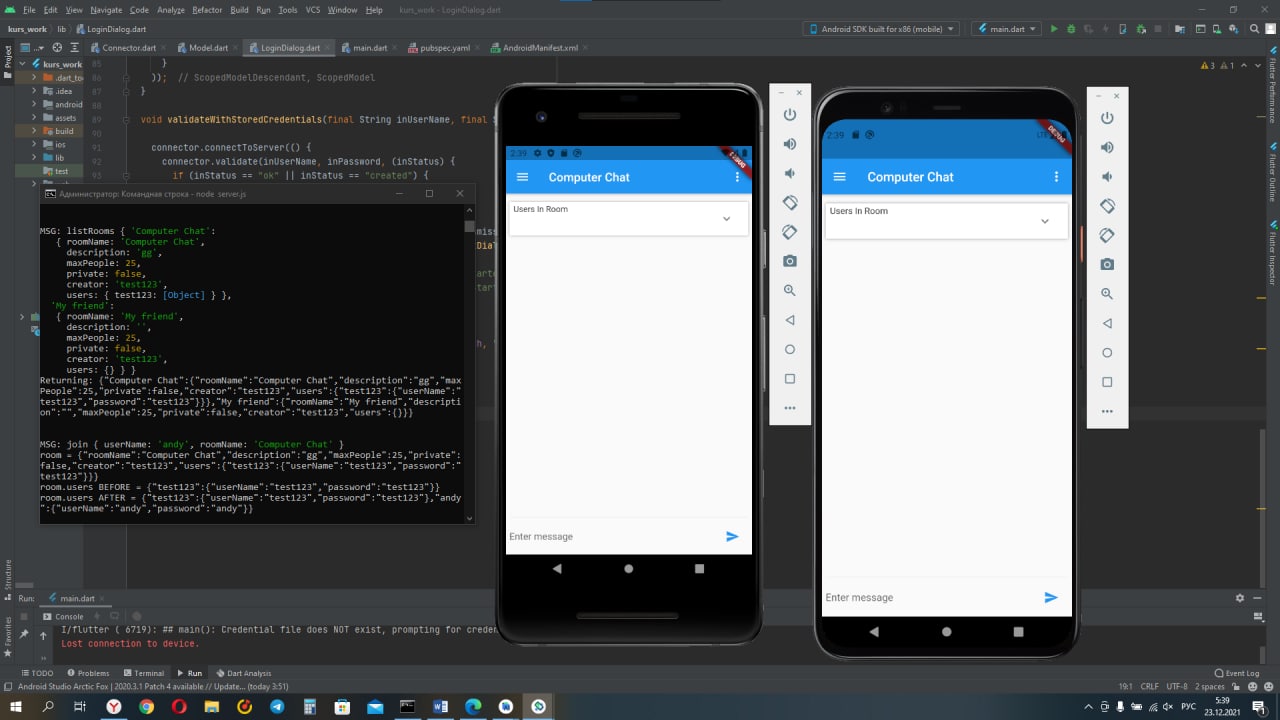 File Edit View Navigate Code Analyze Refactor Build Run Tools VCS Window Help kurs_work - LoginDialog.dart
kurs_work lib LoginDialog.dart Android SDK built for x86 (mobile) main.dart
Connector.dart Model.dart LoginDialog.dart main.dart pubspec.yaml AndroidManifest.xml
Project
kurs_work
.dart_to
.idea
android
assets
build
ios
lib
test
85 }
86 }); // ScopedModelDescendant, ScopedModel
87 }
88
89 void validateWithStoredCredentials(final String inUserName, final S
90
91 connector.connectToServer(() {
92 connector.validate(inUserName, inPassword, (inStatus) {
93 if (inStatus == "ok" || inStatus == "created") {
3 1
Flutter Performance
Flutter Outline
Flutter Inspector
Администратор: Командная строка - node server.js
MSG: listRooms { 'Computer Chat':
{ roomName: 'Computer Chat',
description: 'gg',
maxPeople: 25,
private: false,
creator: 'test123',
users: { test123: [Object] } },
'My friend':
{ roomName: 'My friend',
description: '',
maxPeople: 25,
private: false,
creator: 'test123',
users: {} } }
Returning: {"Computer Chat":{"roomName":"Computer Chat","description":"gg","max
People":25,"private":false,"creator":"test123","users":{"test123":{"userName":"
test123","password":"test123"}}},"My friend":{"roomName":"My friend","descripti
on":"","maxPeople":25,"private":false,"creator":"test123","users":{}}}
MSG: join { userName: 'andy', roomName: 'Computer Chat' }
room = {"roomName":"Computer Chat","description":"gg","maxPeople":25,"private":
false,"creator":"test123","users":{"test123":{"userName":"test123","password":"
test123"}}}
room.users BEFORE = {"test123":{"userName":"test123","password":"test123"}}
room.users AFTER = {"test123":{"userName":"test123","password":"test123"},"andy
":{"userName":"andy","password":"andy"}}
2:39
DEBUG
Computer Chat
Users In Room
Enter message
2:39 LTE
DEBUG
Computer Chat
Users In Room
Enter message
Structure
Favorites
Run: main.dart
Console
I/flutter ( 6719): ## main(): Credential file does NOT exist, prompting for creden
Lost connection to device.
TODO Problems Terminal Run Dart Analysis Event Log
Android Studio Arctic Fox | 2020.3.1 Patch 4 available // Update... (today 3:51) 19:1 CRLF UTF-8 2 spaces
РУС 5:39
23.12.2021